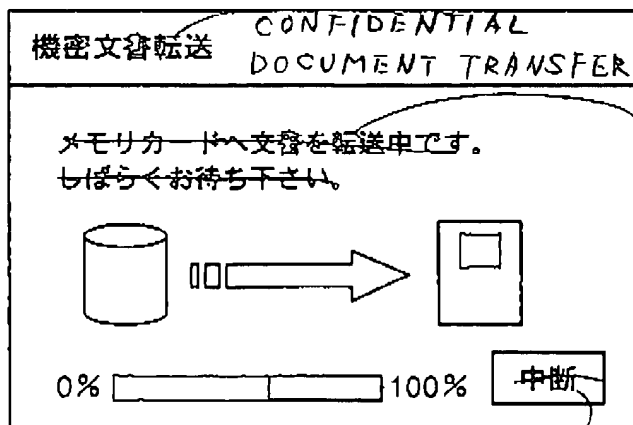 機密文書転送 CONFIDENTIAL
DOCUMENT TRANSFER
メモリカードへ文書を転送中です。
しばらくお待ち下さい。
0% 100% 中断